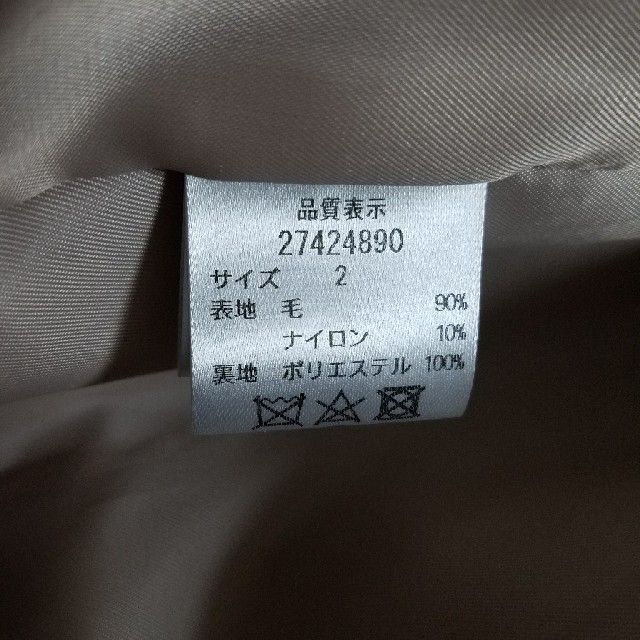 品質表示
27424890
サイズ 2
表地 毛 90%
ナイロン 10%
裏地 ポリエステル 100%